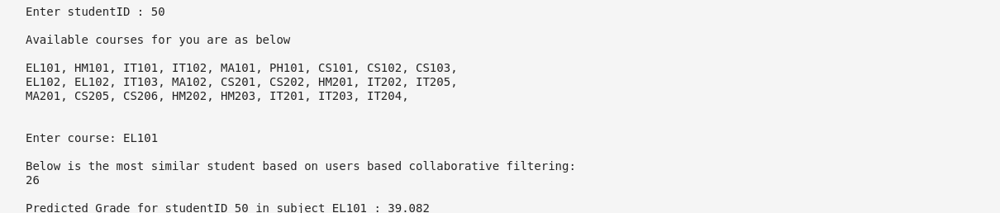 Enter studentID : 50
Available courses for you are as below
EL101, HM101, IT101, IT102, MA101, PH101, CS101, CS102, CS103,
EL102, EL102, IT103, MA102, CS201, CS202, HM201, IT202, IT205,
MA201, CS205, CS206, HM202, HM203, IT201, IT203, IT204,
Enter course: EL101
Below is the most similar student based on users based collaborative filtering:
26
Predicted Grade for studentID 50 in subject EL101 : 39.082